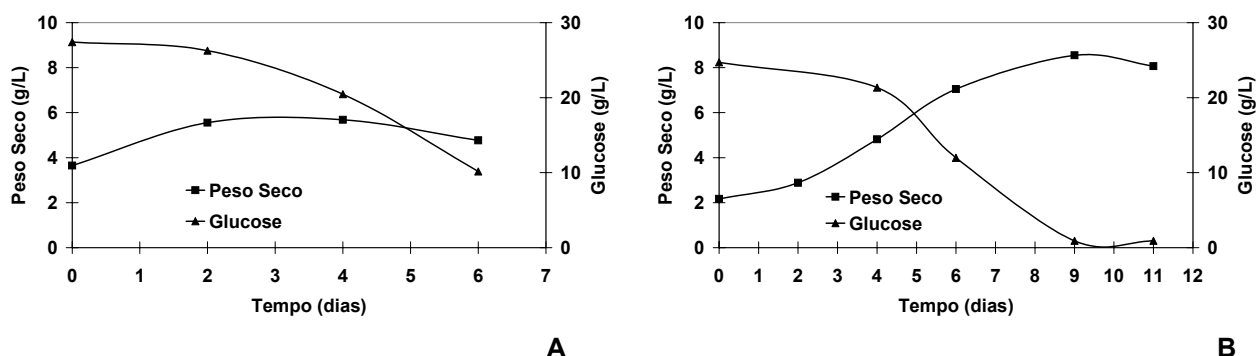 10
8
6
4
2
0
Peso Seco (g/L)
30
20
10
0
Glucose (g/L)
Peso Seco
Glucose
0 1 2 3 4 5 6 7
Tempo (dias)
A
10
8
6
4
2
0
Peso Seco (g/L)
30
20
10
0
Glucose (g/L)
Peso Seco
Glucose
0 1 2 3 4 5 6 7 8 9 10 11 12
Tempo (dias)
B